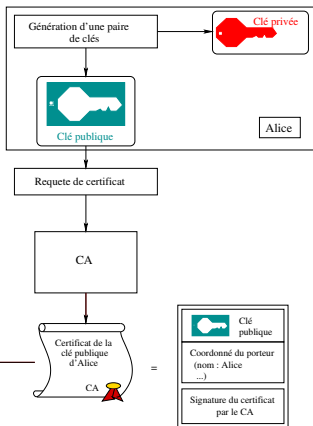 Génération d'une paire
de clés
Clé privée
Clé publique
Alice
Requete de certificat
CA
Certificat de la
clé publique
d'Alice
CA
=
Clé
publique
Coordonné du porteur
(nom : Alice
...)
Signature du certificat
par le CA